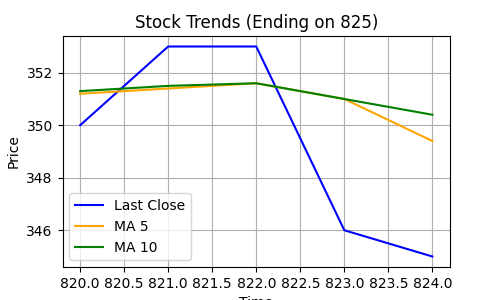 Stock Trends (Ending on 825)
352
350
348
346
Price
Last Close
MA 5
MA 10
820.0 820.5 821.0 821.5 822.0 822.5 823.0 823.5 824.0
Time